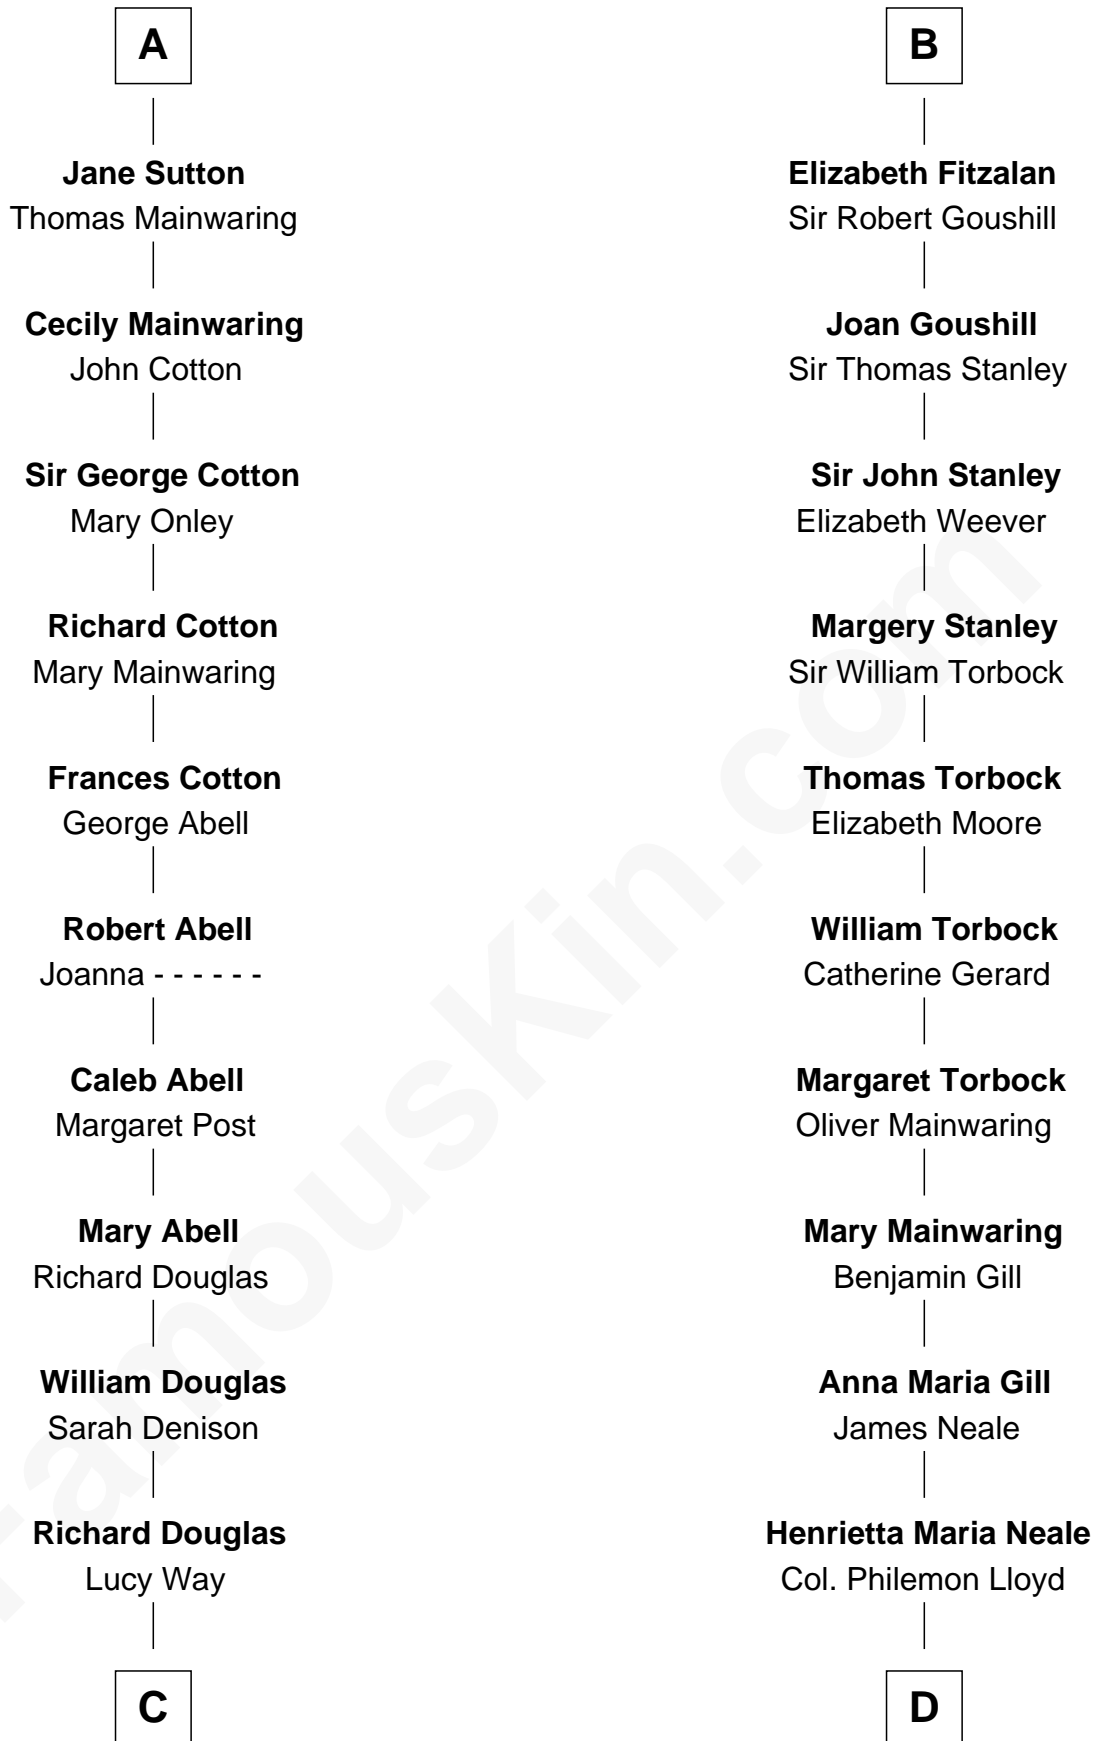 A
Jane Sutton
Thomas Mainwaring
Cecily Mainwaring
John Cotton
Sir George Cotton
Mary Onley
Richard Cotton
Mary Mainwaring
Frances Cotton
George Abell
Robert Abell
Joanna - - - - - -
Caleb Abell
Margaret Post
Mary Abell
Richard Douglas
William Douglas
Sarah Denison
Richard Douglas
Lucy Way
C
B
Elizabeth Fitzalan
Sir Robert Goushill
Joan Goushill
Sir Thomas Stanley
Sir John Stanley
Elizabeth Weever
Margery Stanley
Sir William Torbock
Thomas Torbock
Elizabeth Moore
William Torbock
Catherine Gerard
Margaret Torbock
Oliver Mainwaring
Mary Mainwaring
Benjamin Gill
Anna Maria Gill
James Neale
Henrietta Maria Neale
Col. Philemon Lloyd
D
FamousKin.com